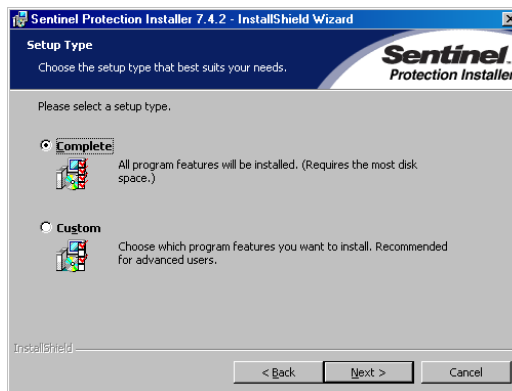 Sentinel Protection Installer 7.4.2 - InstallShield Wizard
Setup Type
Choose the setup type that best suits your needs.
Sentinel.
Protection Installer
Please select a setup type.
Complete
All program features will be installed. (Requires the most disk
space.)
Custom
Choose which program features you want to install. Recommended
for advanced users.
InstallShield
< Back
Next >
Cancel